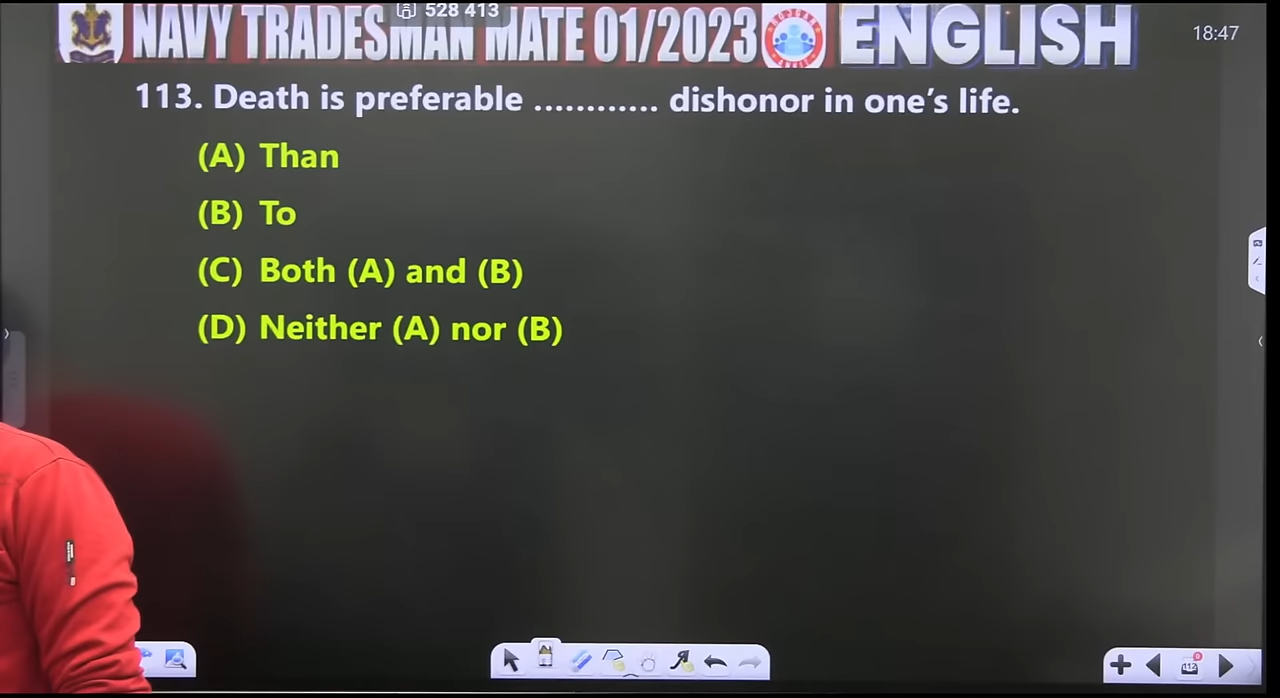 528 413
NAVY TRADESMAN MATE 01/2023 ENGLISH
18:47
113. Death is preferable ............ dishonor in one's life.
(A) Than
(B) To
(C) Both (A) and (B)
(D) Neither (A) nor (B)
112